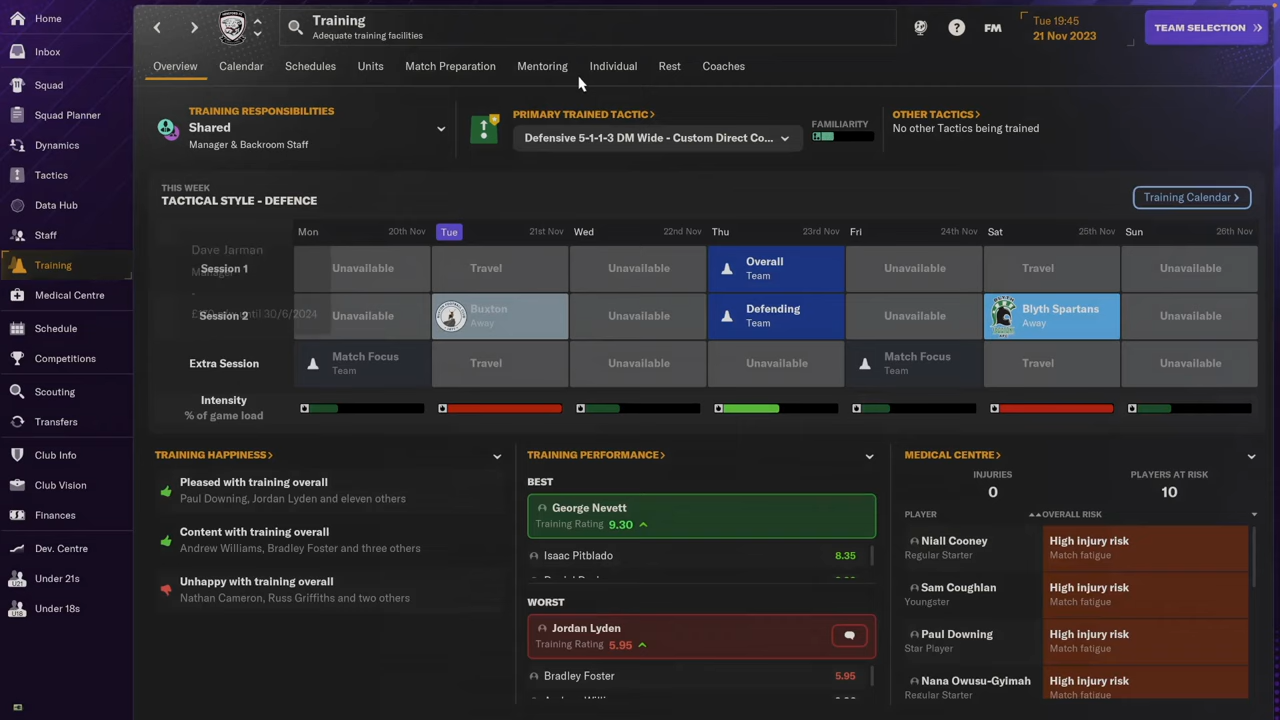 Home
Training
Adequate training facilities
FM
Tue 19:45
21 Nov 2023
TEAM SELECTION
Inbox
Squad
Squad Planner
Dynamics
Tactics
Data Hub
Staff
Training
Medical Centre
Schedule
Competitions
Scouting
Transfers
Club Info
Club Vision
Finances
Dev. Centre
Under 21s
Under 18s
Overview Calendar Schedules Units Match Preparation Mentoring Individual Rest Coaches
TRAINING RESPONSIBILITIES
Shared
Manager & Backroom Staff
PRIMARY TRAINED TACTIC >
Defensive 5-1-1-3 DM Wide - Custom Direct Co...
FAMILIARITY
OTHER TACTICS >
No other Tactics being trained
THIS WEEK
TACTICAL STYLE - DEFENCE
Training Calendar >
Mon 20th Nov Tue 21st Nov Wed 22nd Nov Thu 23rd Nov Fri 24th Nov Sat 25th Nov Sun 26th Nov
Dave Jarman
Session 1 Unavailable Travel Unavailable Overall Unavailable Travel Unavailable
Team
Session 2 Unavailable Buxton Unavailable Defending Unavailable Blyth Spartans Unavailable
Away Team Away
until 30/6/2024
Extra Session Match Focus Travel Unavailable Unavailable Match Focus Travel Unavailable
Team Team
Intensity
% of game load
TRAINING HAPPINESS >
Pleased with training overall
Paul Downing, Jordan Lyden and eleven others
Content with training overall
Andrew Williams, Bradley Foster and three others
Unhappy with training overall
Nathan Cameron, Russ Griffiths and two others
TRAINING PERFORMANCE >
BEST
George Nevett
Training Rating 9.30
Isaac Pitblado 8.35
WORST
Jordan Lyden
Training Rating 5.95
Bradley Foster 5.95
MEDICAL CENTRE >
INJURIES PLAYERS AT RISK
0 10
PLAYER OVERALL RISK
Niall Cooney High injury risk
Regular Starter Match fatigue
Sam Coughlan High injury risk
Youngster Match fatigue
Paul Downing High injury risk
Star Player Match fatigue
Nana Owusu-Gyimah High injury risk
Regular Starter Match fatigue